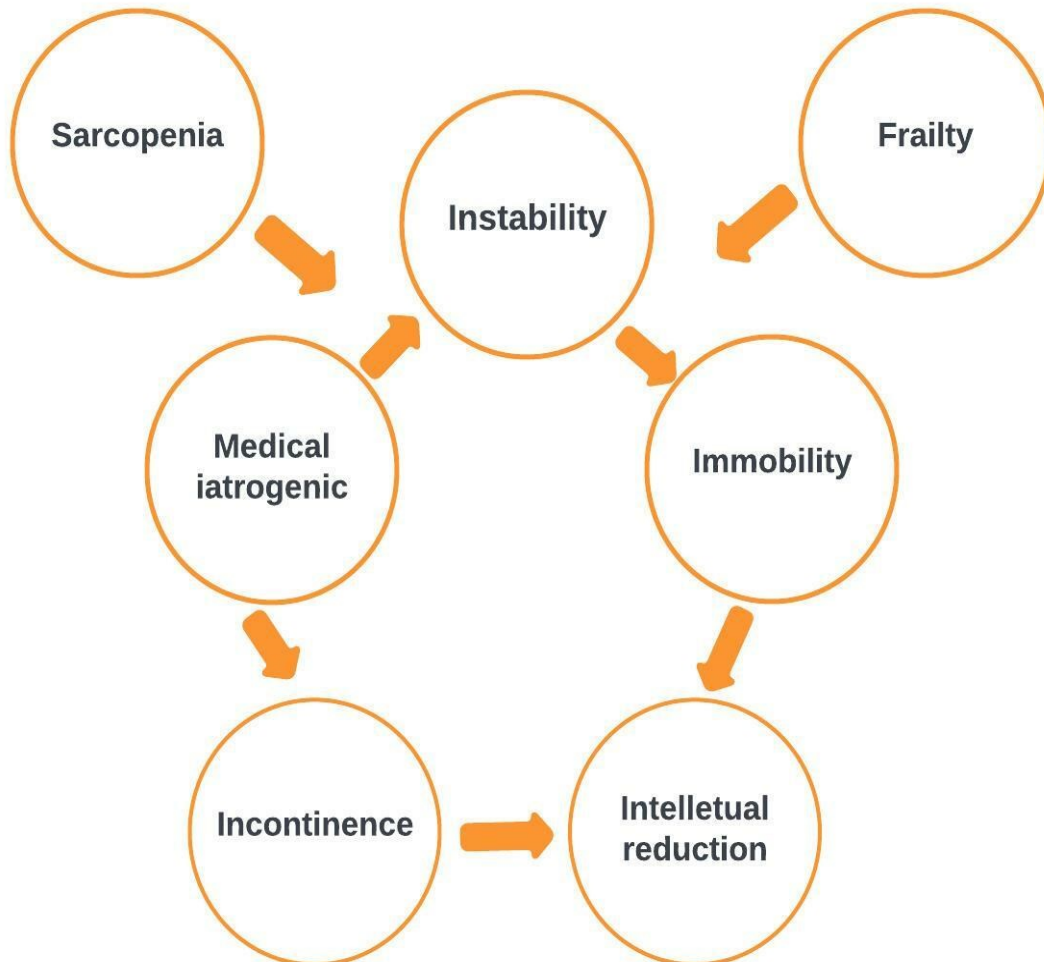 Sarcopenia
Frailty
Instability
Medical
iatrogenic
Immobility
Incontinence
Intelletual
reduction